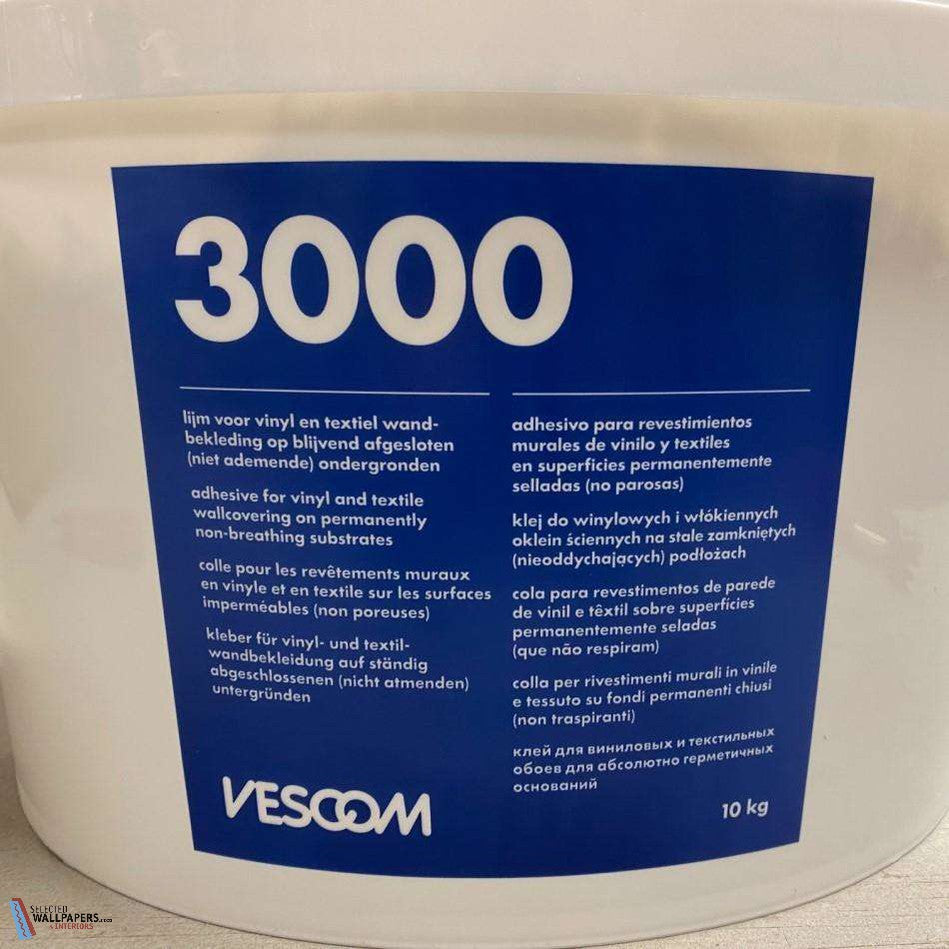 3000
lijm voor vinyl en textiel wand-
bekleding op blijvend afgesloten
(niet ademende) ondergronden
adhesive for vinyl and textile
wallcovering on permanently
non-breathing substrates
colle pour les revêtements muraux
en vinyle et en textile sur les surfaces
imperméables (non poreuses)
kleber für vinyl- und textil-
wandbekleidung auf ständig
abgeschlossenen (nicht atmenden)
untergründen
adhesivo para revestimientos
murales de vinilo y textiles
en superficies permanentemente
selladas (no parosas)
klej do winylowych i włókiennych
oklein ściennych na stale zamkniętych
(nieoddychających) podłożach
cola para revestimentos de parede
de vinil e têxtil sobre superfícies
permanentemente seladas
(que não respiram)
colla per rivestimenti murali in vinile
e tessuto su fondi permanenti chiusi
(non traspiranti)
клей для виниловых и текстильных
обоев для абсолютно герметичных
оснований
VESCOM
10 kg
SELECTED
WALLPAPERS.com
& INTERIORS